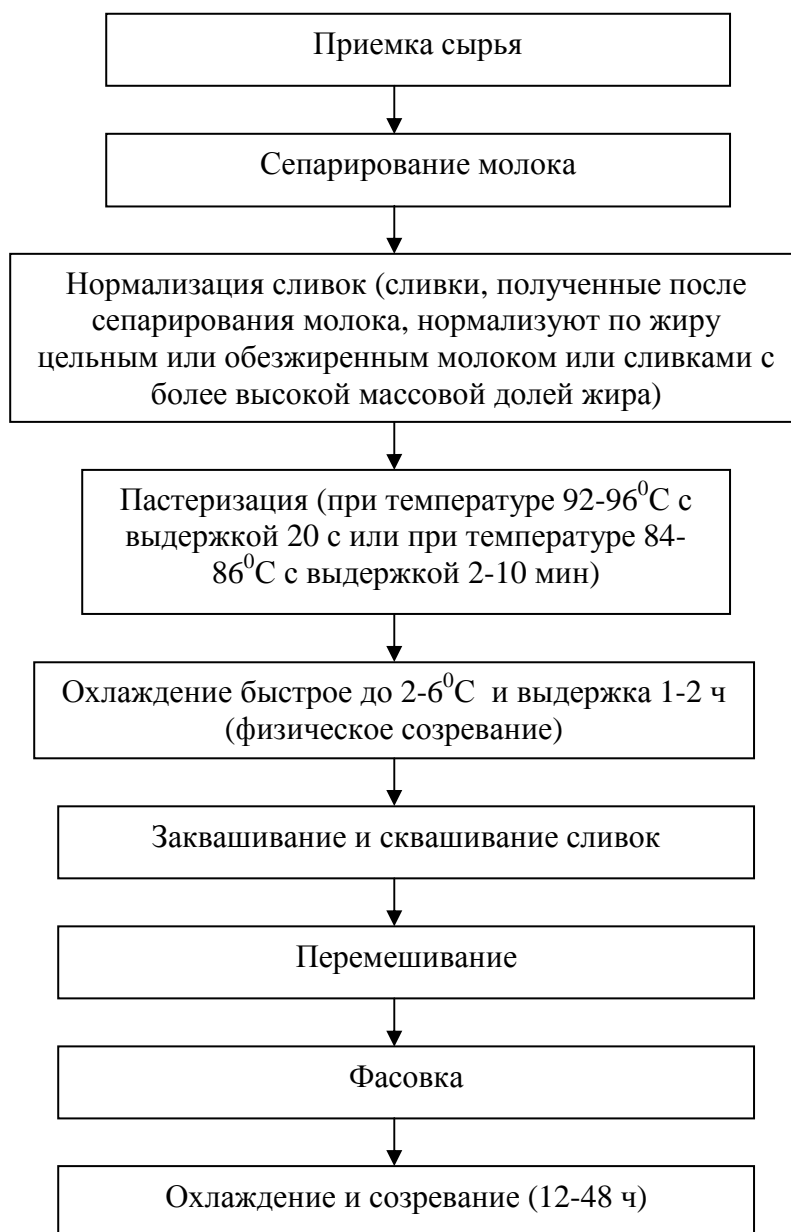 Приемка сырья
Сепарирование молока
Нормализация сливок (сливки, полученные после
сепарирования молока, нормализуют по жиру
цельным или обезжиренным молоком или сливками с
более высокой массовой долей жира)
Пастеризация (при температуре 92-96⁰С с
выдержкой 20 с или при температуре 84-
86⁰С с выдержкой 2-10 мин)
Охлаждение быстрое до 2-6⁰С и выдержка 1-2 ч
(физическое созревание)
Заквашивание и сквашивание сливок
Перемешивание
Фасовка
Охлаждение и созревание (12-48 ч)